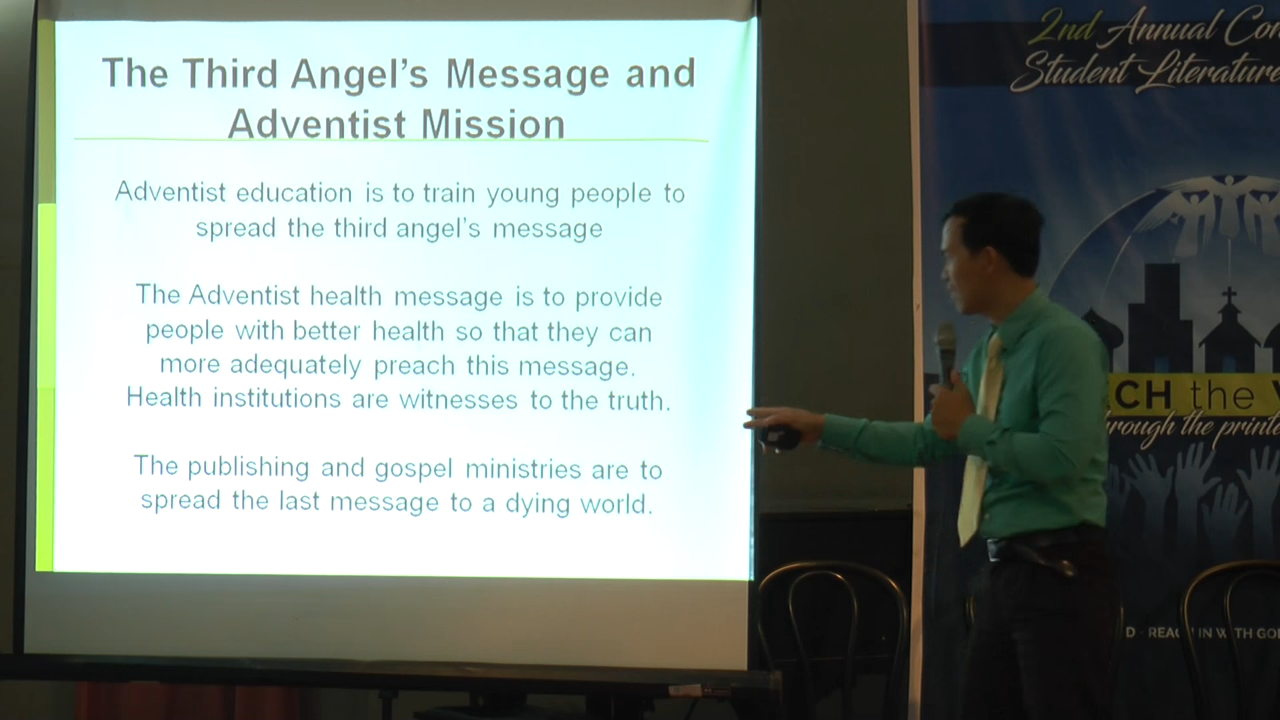 The Third Angel's Message and
Adventist Mission
Adventist education is to train young people to
spread the third angel's message
The Adventist health message is to provide
people with better health so that they can
more adequately preach this message.
Health institutions are witnesses to the truth.
The publishing and gospel ministries are to
spread the last message to a dying world.
2nd Annual
Student Literature
the
through the
IN WITH